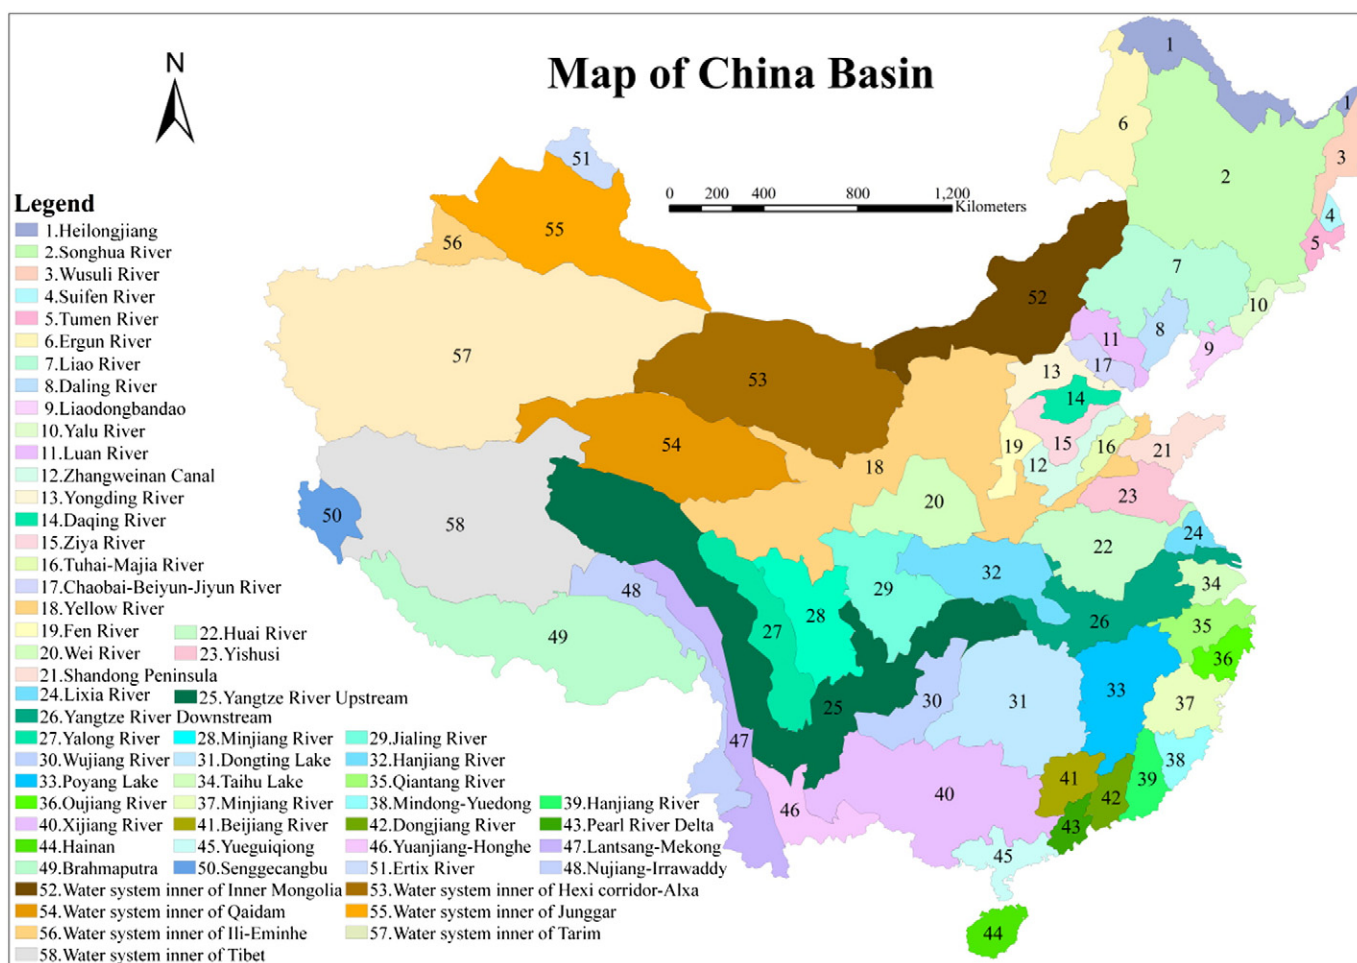 Map of China Basin
N
0 200 400 800 1,200
Kilometers
Legend
1.Heilongjiang
2.Songhua River
3.Wusuli River
4.Suifen River
5.Tumen River
6.Ergun River
7.Liao River
8.Daling River
9.Liaodongbandao
10.Yalu River
11.Luan River
12.Zhangweinan Canal
13.Yongding River
14.Daqing River
15.Ziya River
16.Tuhai-Majia River
17.Chaobai-Beiyun-Jiyun River
18.Yellow River
19.Fen River 22.Huai River
20.Wei River 23.Yishusi
21.Shandong Peninsula
24.Lixia River 25.Yangtze River Upstream
26.Yangtze River Downstream
27.Yalong River 28.Minjiang River 29.Jialing River
30.Wujiang River 31.Dongting Lake 32.Hanjiang River
33.Poyang Lake 34.Taihu Lake 35.Qiantang River
36.Oujiang River 37.Minjiang River 38.Mindong-Yuedong 39.Hanjiang River
40.Xijiang River 41.Beijiang River 42.Dongjiang River 43.Pearl River Delta
44.Hainan 45.Yueguiqiong 46.Yuanjiang-Honghe 47.Lantsang-Mekong
49.Brahmaputra 50.Senggecangbu 51.Ertix River 48.Nujiang-Irrawaddy
52.Water system inner of Inner Mongolia 53.Water system inner of Hexi corridor-Alxa
54.Water system inner of Qaidam 55.Water system inner of Junggar
56.Water system inner of Ili-Eminhe 57.Water system inner of Tarim
58.Water system inner of Tibet
1
1
6
3
2
51
4
55
5
56
7
52
10
8
11
9
57
17
13
53
14
54
19
15
16
21
12
18
23
20
50
58
24
22
32
48
29
34
28
26
35
27
49
36
33
30
31
37
25
47
38
41
39
40
42
46
43
45
44